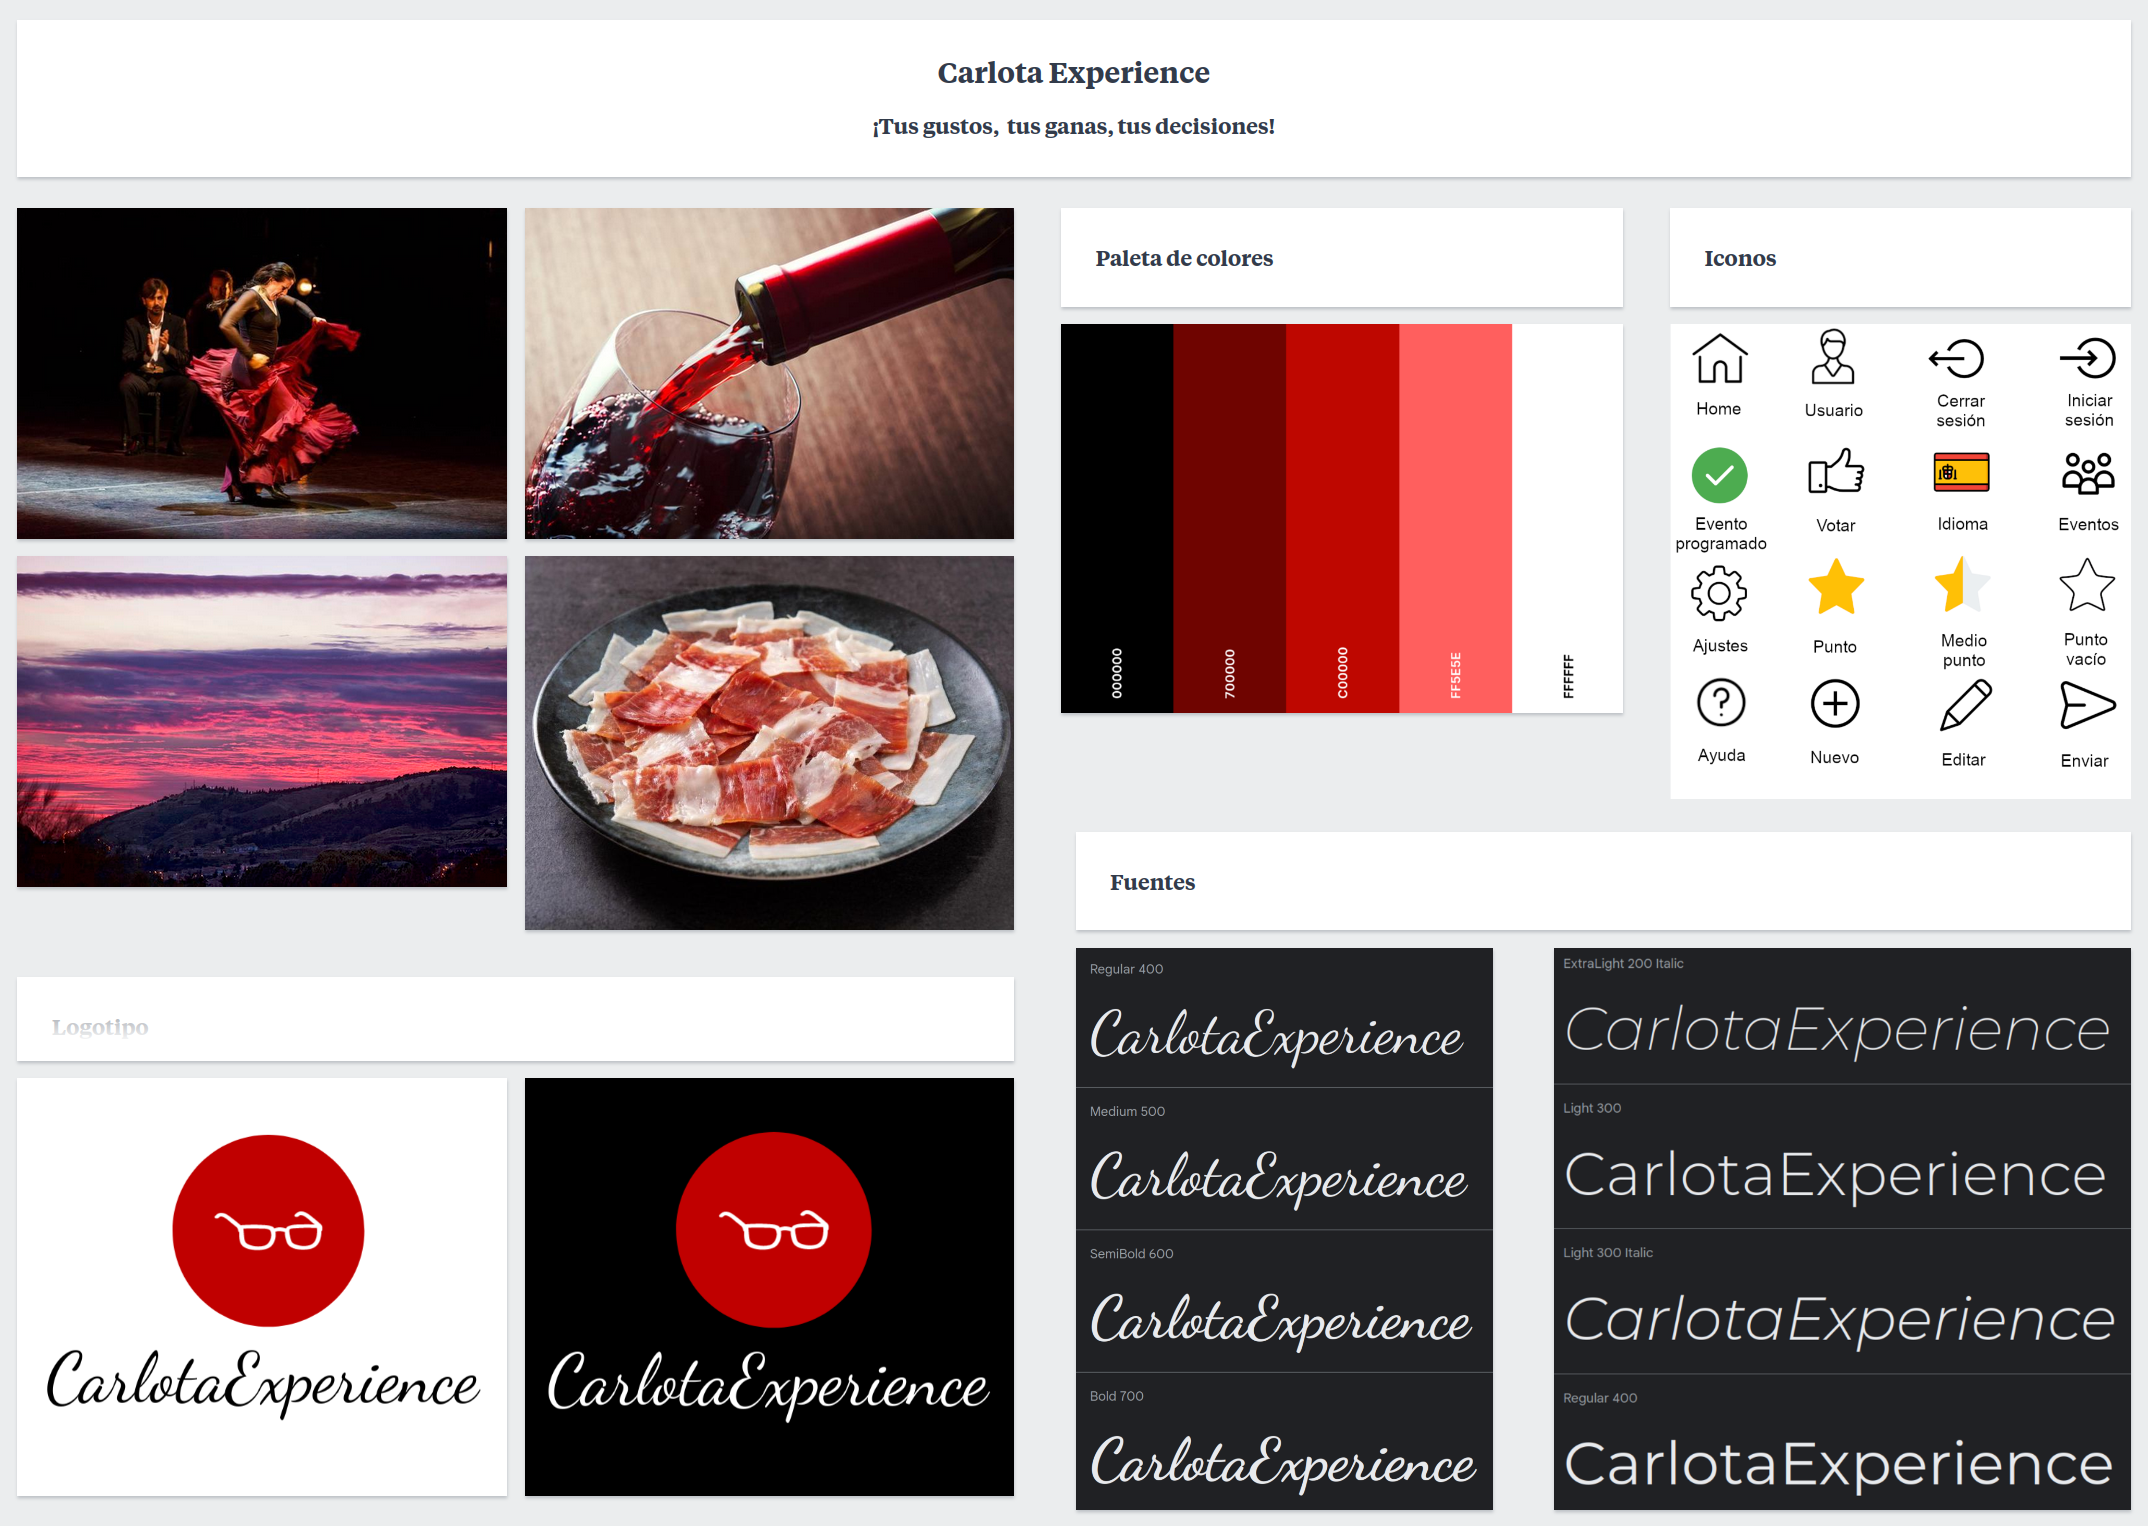 Carlota Experience
¡Tus gustos, tus ganas, tus decisiones!
Paleta de colores
000000
700000
C00000
FF5E5E
FFFFFF
Iconos
Home
Usuario
Cerrar
sesión
Iniciar
sesión
Evento
programado
Votar
Idioma
Eventos
Ajustes
Punto
Medio
punto
Punto
vacío
Ayuda
Nuevo
Editar
Enviar
Logotipo
CarlotaExperience
CarlotaExperience
Fuentes
Regular 400
CarlotaExperience
Medium 500
CarlotaExperience
SemiBold 600
CarlotaExperience
Bold 700
CarlotaExperience
ExtraLight 200 Italic
CarlotaExperience
Light 300
CarlotaExperience
Light 300 Italic
CarlotaExperience
Regular 400
CarlotaExperience